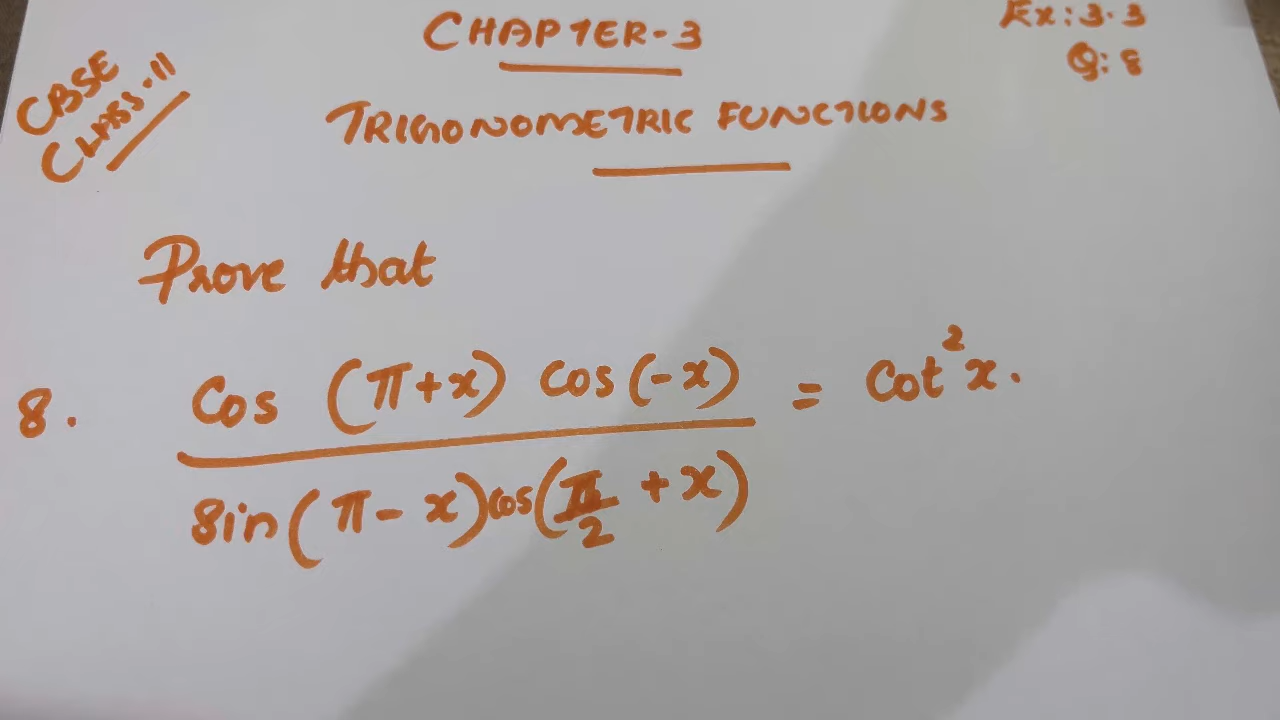 CHAPTER-3
Ex:3.3
Q:8
CBSE
CLASS-11
TRIGONOMETRIC FUNCTIONS
Prove that
8. Cos (π+x) cos(-x) = Cot²x.
Sin(π-x)cos(π/2 +x)